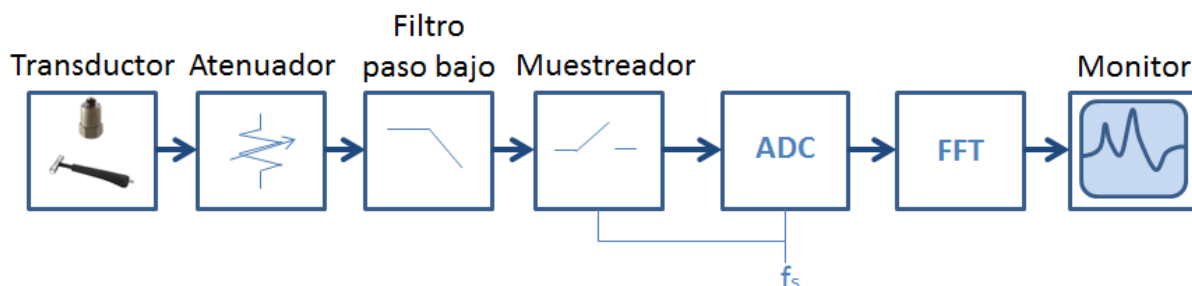 Transductor
Atenuador
Filtro
paso bajo
Muestreador
Monitor
ADC
FFT
fs